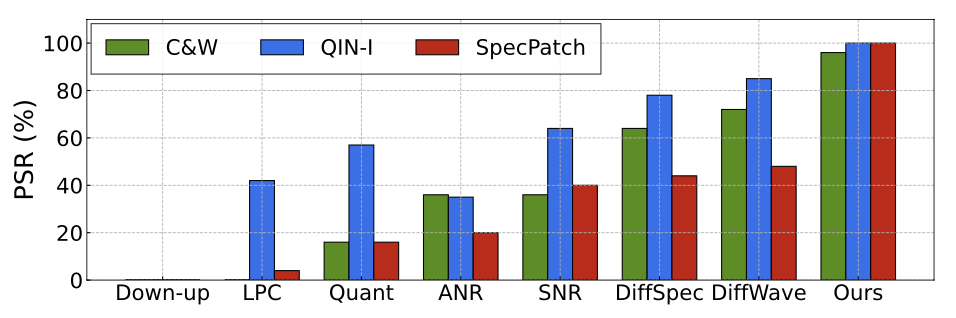 C&W QIN-I SpecPatch
PSR (%)
100
80
60
40
20
0
Down-up LPC Quant ANR SNR DiffSpec DiffWave Ours